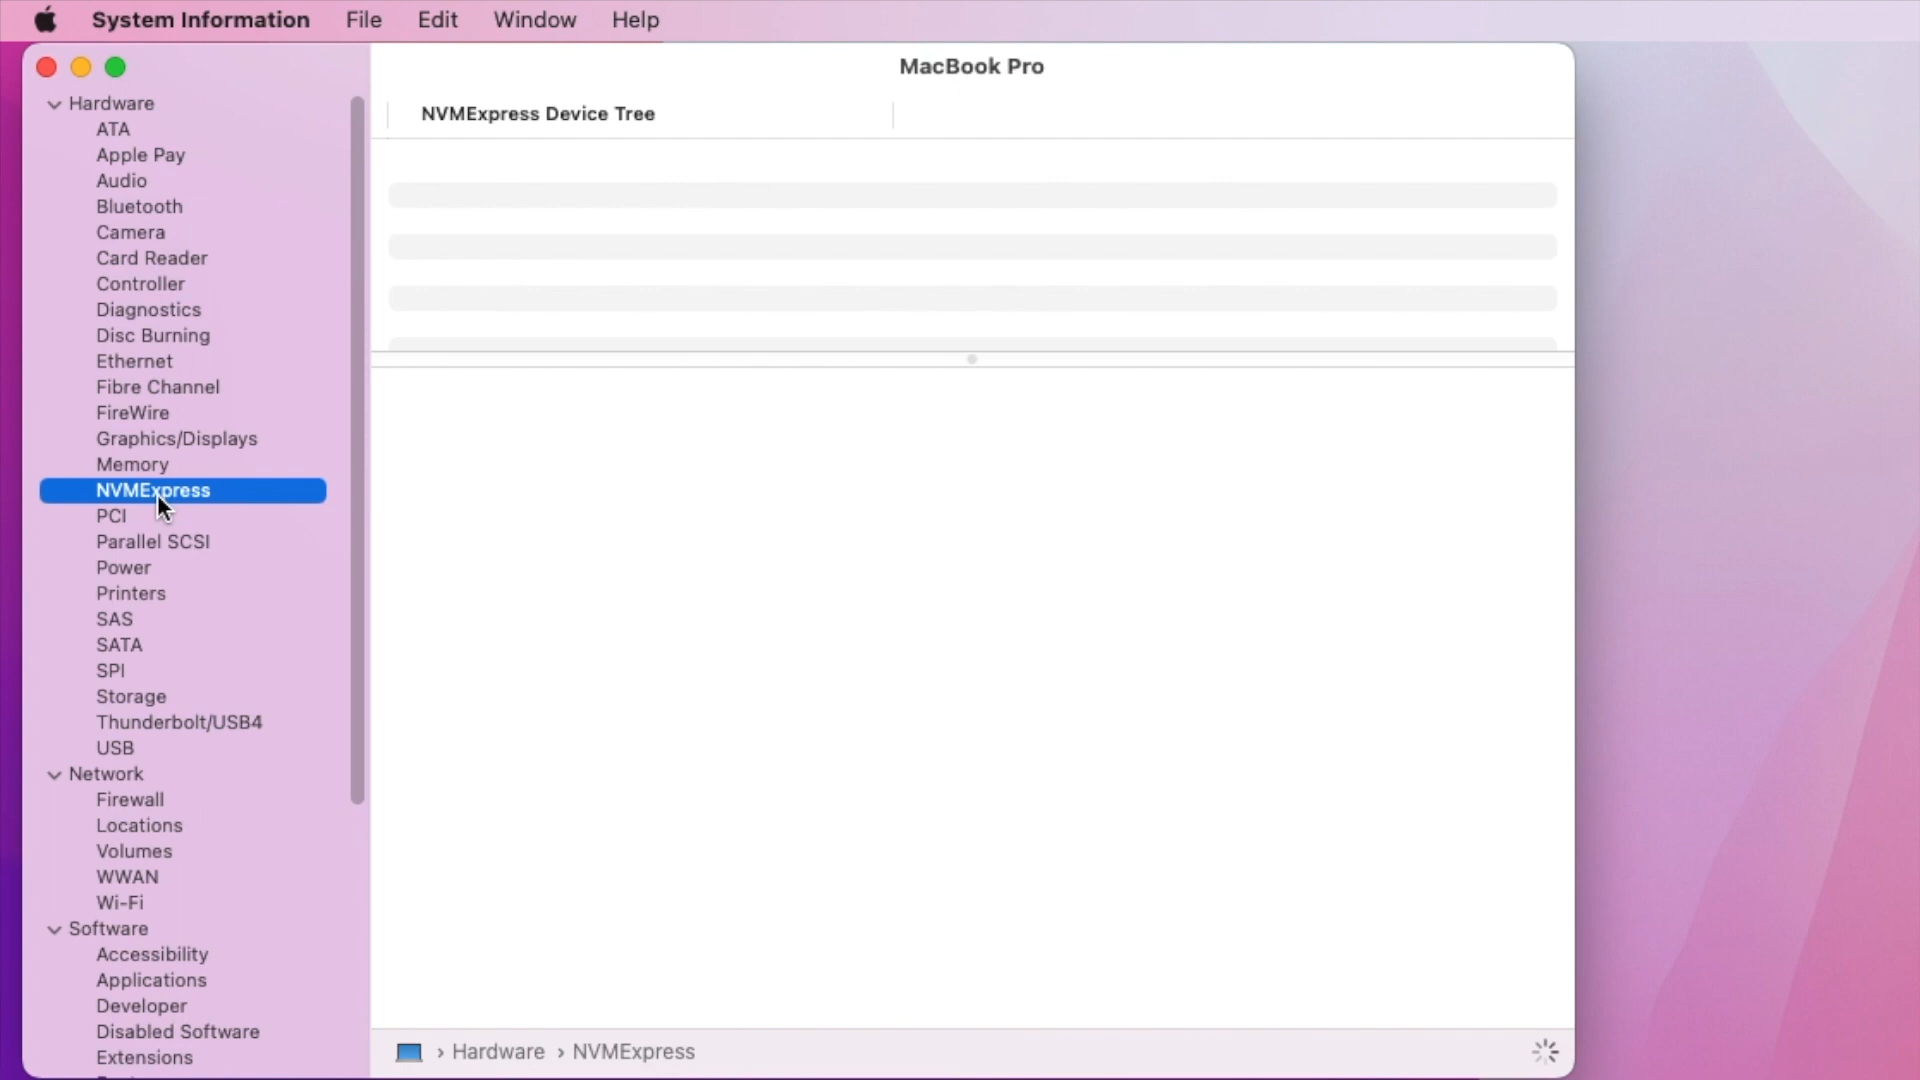 System Information File Edit Window Help
MacBook Pro
Hardware
ATA
Apple Pay
Audio
Bluetooth
Camera
Card Reader
Controller
Diagnostics
Disc Burning
Ethernet
Fibre Channel
FireWire
Graphics/Displays
Memory
NVMExpress
PCI
Parallel SCSI
Power
Printers
SAS
SATA
SPI
Storage
Thunderbolt/USB4
USB
Network
Firewall
Locations
Volumes
WWAN
Wi-Fi
Software
Accessibility
Applications
Developer
Disabled Software
Extensions
NVMExpress Device Tree
› Hardware › NVMExpress